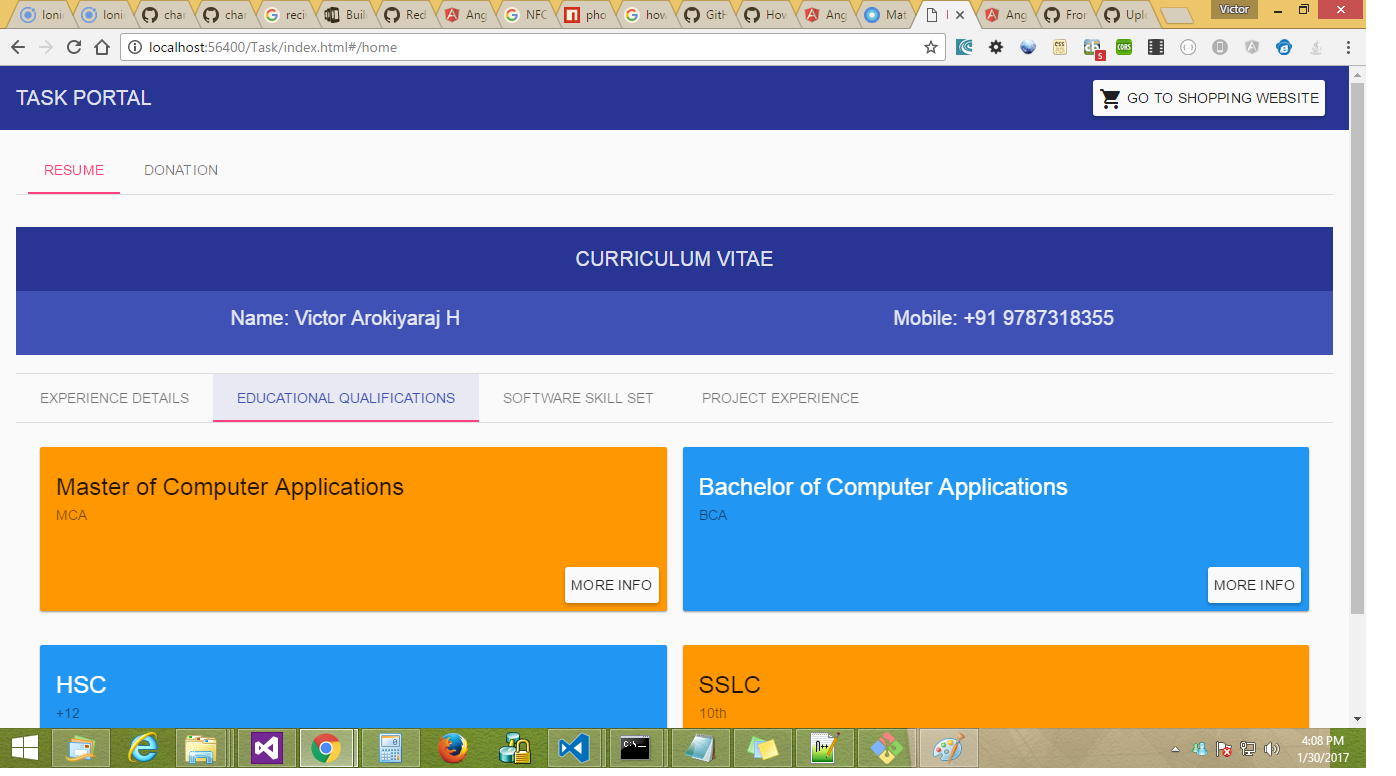 Ioni
Ioni
char
char
reci
Buil
Red
Ang
NFC
pho
how
GitH
How
Ang
Mat
Ang
Fror
Uplo
Victor
localhost:56400/Task/index.html#/home
TASK PORTAL
GO TO SHOPPING WEBSITE
RESUME DONATION
CURRICULUM VITAE
Name: Victor Arokiyaraj H
Mobile: +91 9787318355
EXPERIENCE DETAILS EDUCATIONAL QUALIFICATIONS SOFTWARE SKILL SET PROJECT EXPERIENCE
Master of Computer Applications
MCA
MORE INFO
Bachelor of Computer Applications
BCA
MORE INFO
HSC
+12
SSLC
10th
4:08 PM
1/30/2017